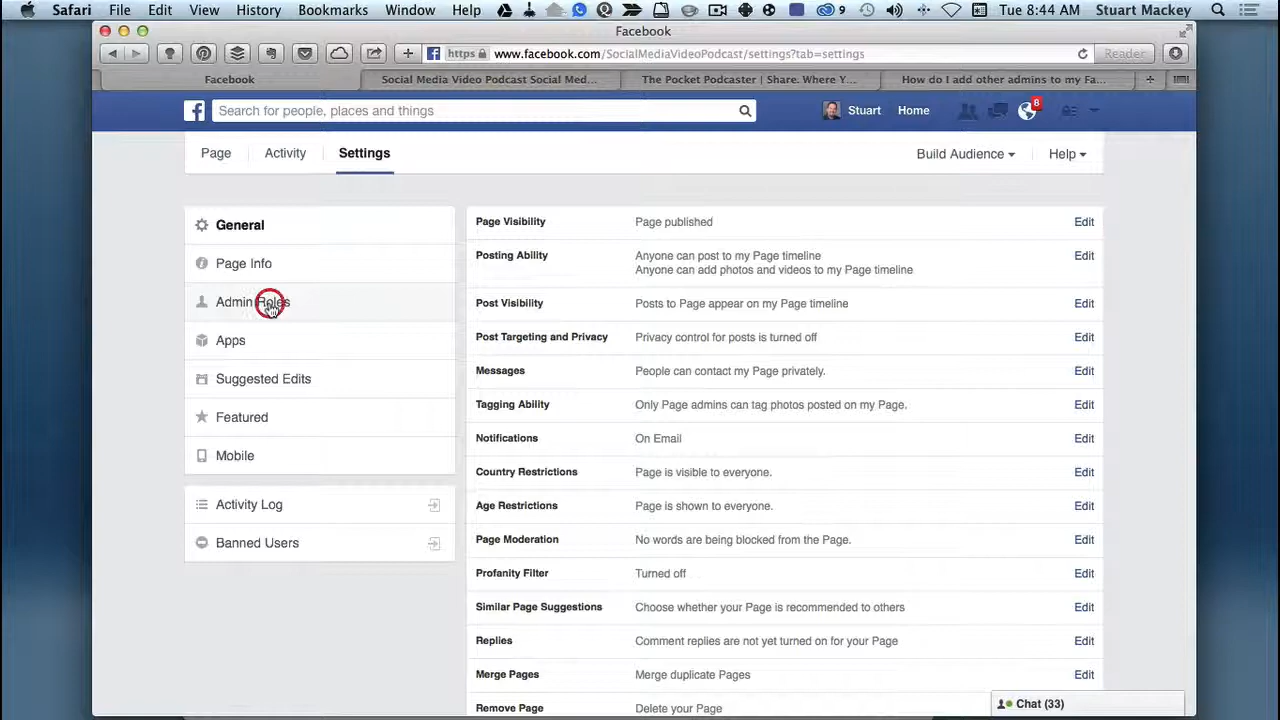 Safari File Edit View History Bookmarks Window Help 9 Tue 8:44 AM Stuart Mackey
Facebook
https www.facebook.com/SocialMediaVideoPodcast/settings?tab=settings Reader
Facebook Social Media Video Podcast Social Med... The Pocket Podcaster | Share. Where Y... How do I add other admins to my Fa... +
Search for people, places and things Stuart Home 8
Page Activity Settings Build Audience Help
General
Page Info
Admin Roles
Apps
Suggested Edits
Featured
Mobile
Activity Log
Banned Users
Page Visibility Page published Edit
Posting Ability Anyone can post to my Page timeline Edit
Anyone can add photos and videos to my Page timeline
Post Visibility Posts to Page appear on my Page timeline Edit
Post Targeting and Privacy Privacy control for posts is turned off Edit
Messages People can contact my Page privately. Edit
Tagging Ability Only Page admins can tag photos posted on my Page. Edit
Notifications On Email Edit
Country Restrictions Page is visible to everyone. Edit
Age Restrictions Page is shown to everyone. Edit
Page Moderation No words are being blocked from the Page. Edit
Profanity Filter Turned off Edit
Similar Page Suggestions Choose whether your Page is recommended to others Edit
Replies Comment replies are not yet turned on for your Page Edit
Merge Pages Merge duplicate Pages Edit
Remove Page Delete your Page
Chat (33)